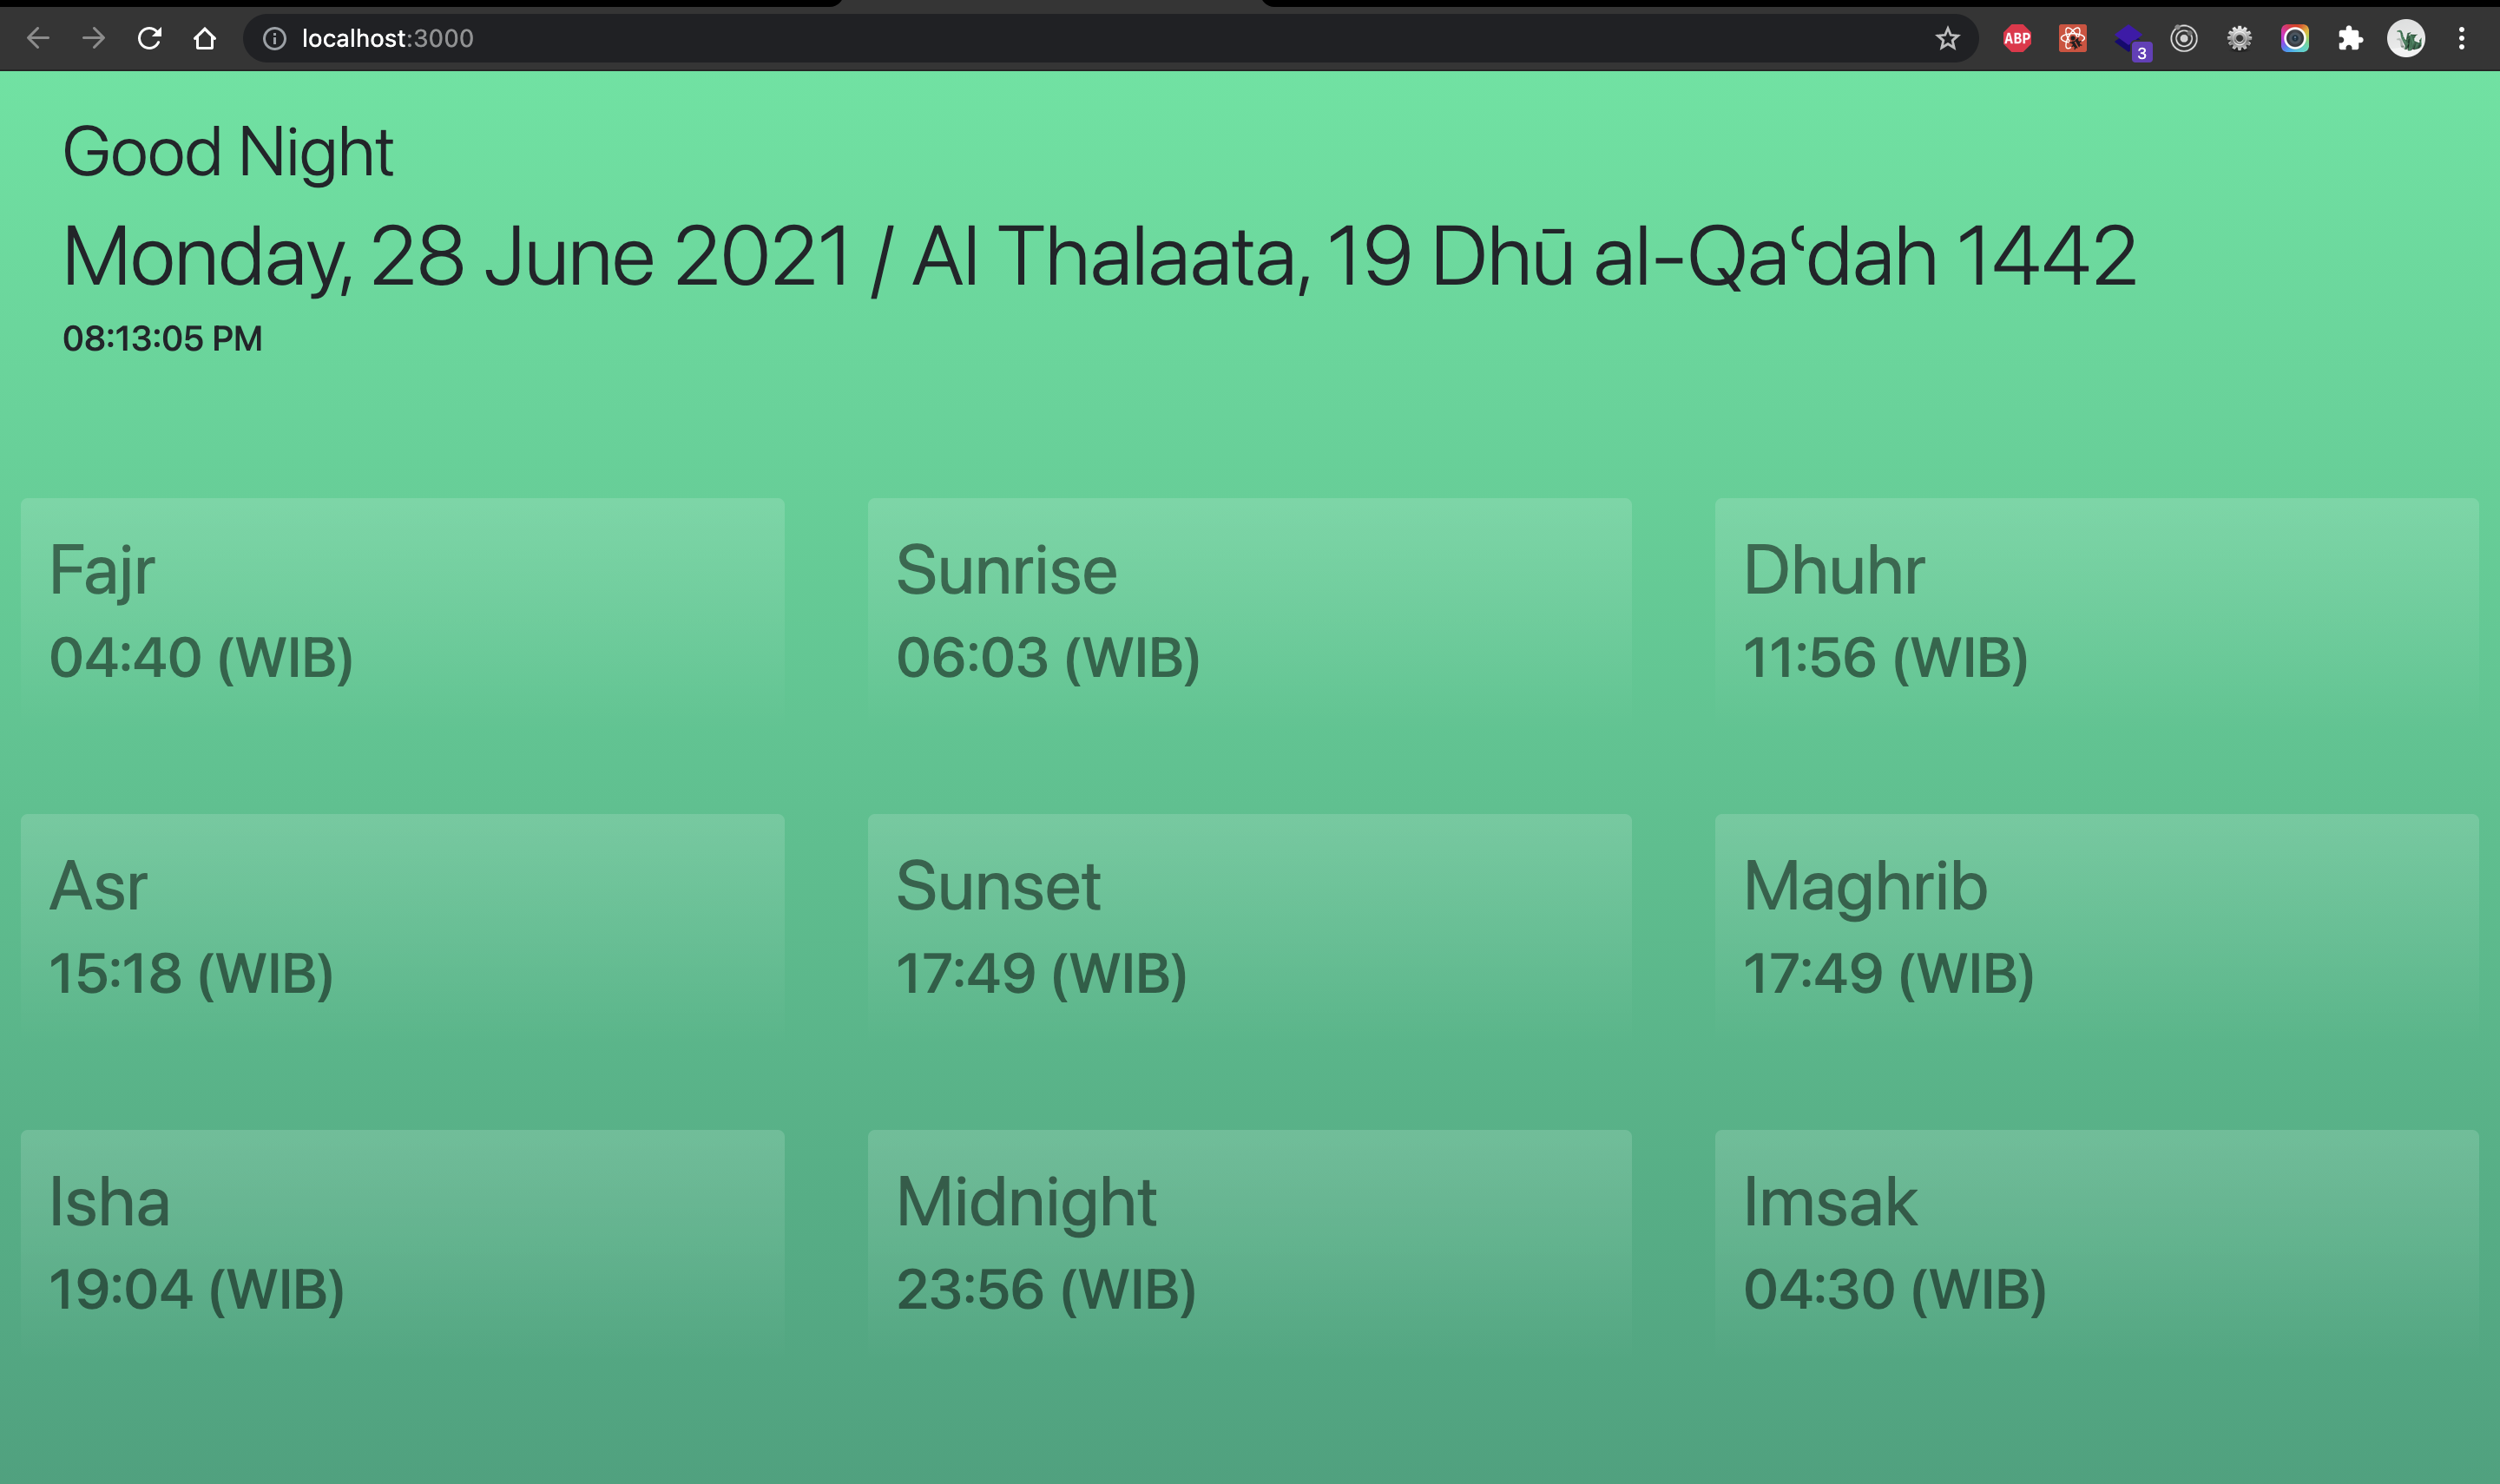 localhost:3000
ABP
3
Good Night
Monday, 28 June 2021 / Al Thalaata, 19 Dhū al-Qaʿdah 1442
08:13:05 PM
Fajr
04:40 (WIB)
Sunrise
06:03 (WIB)
Dhuhr
11:56 (WIB)
Asr
15:18 (WIB)
Sunset
17:49 (WIB)
Maghrib
17:49 (WIB)
Isha
19:04 (WIB)
Midnight
23:56 (WIB)
Imsak
04:30 (WIB)